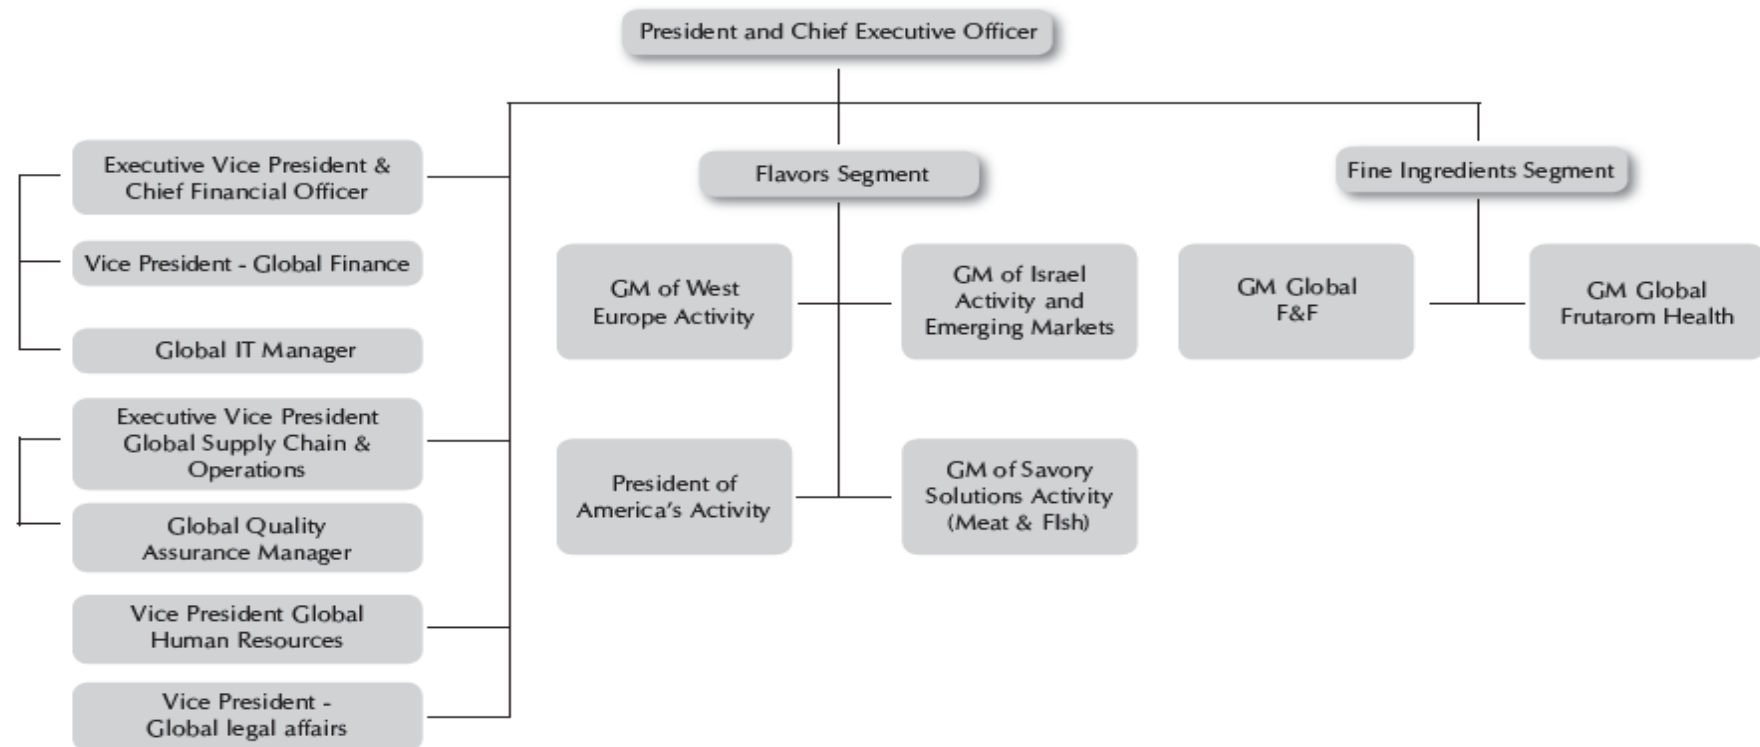 President and Chief Executive Officer
Executive Vice President &
Chief Financial Officer
Vice President - Global Finance
Global IT Manager
Executive Vice President
Global Supply Chain &
Operations
Global Quality
Assurance Manager
Vice President Global
Human Resources
Vice President -
Global legal affairs
Flavors Segment
GM of West
Europe Activity
GM of Israel
Activity and
Emerging Markets
President of
America's Activity
GM of Savory
Solutions Activity
(Meat & FIsh)
Fine Ingredients Segment
GM Global
F&F
GM Global
Frutarom Health